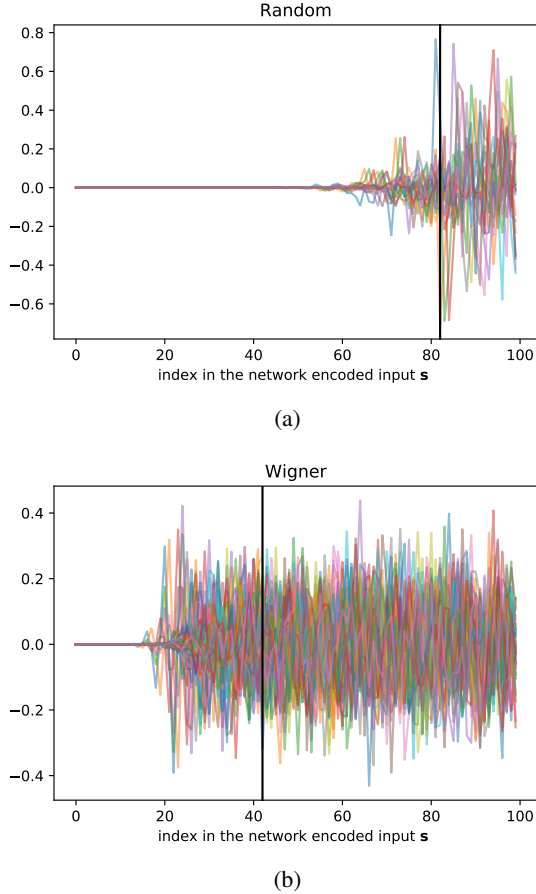 Random
0.8
0.6
0.4
0.2
0.0
−0.2
−0.4
−0.6
0 20 40 60 80 100
index in the network encoded input s
(a)
Wigner
0.4
0.2
0.0
−0.2
−0.4
0 20 40 60 80 100
index in the network encoded input s
(b)